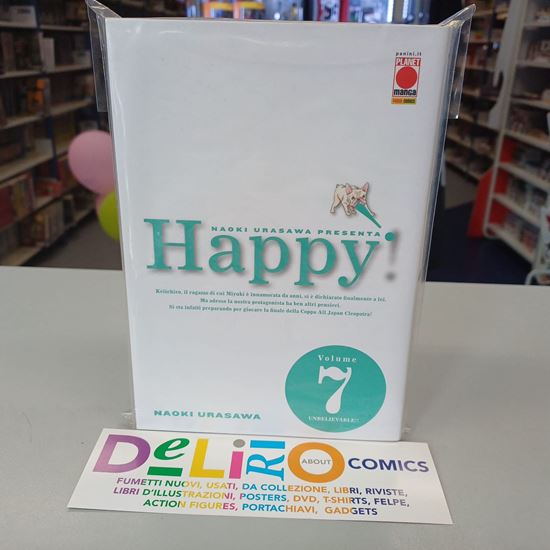 panini.it
PLANET
manga
PANINI COMICS
NAOKI URASAWA PRESENTA
Happy!
Keiichiro, il ragazzo di cui Miyuki è innamorata da anni, si è dichiarato finalmente a lei.
Ma adesso la nostra protagonista ha ben altri pensieri.
Si sta infatti preparando per giocare la finale della Coppa All Japan Cleopatra!
Volume
7
UNBELIEVABLE!!
NAOKI URASAWA
DeLiRiO ABOUT COMICS
FUMETTI NUOVI, USATI, DA COLLEZIONE, LIBRI, RIVISTE,
LIBRI D'ILLUSTRAZIONI, POSTERS, DVD, T-SHIRTS, FELPE,
ACTION FIGURES, PORTACHIAVI, GADGETS